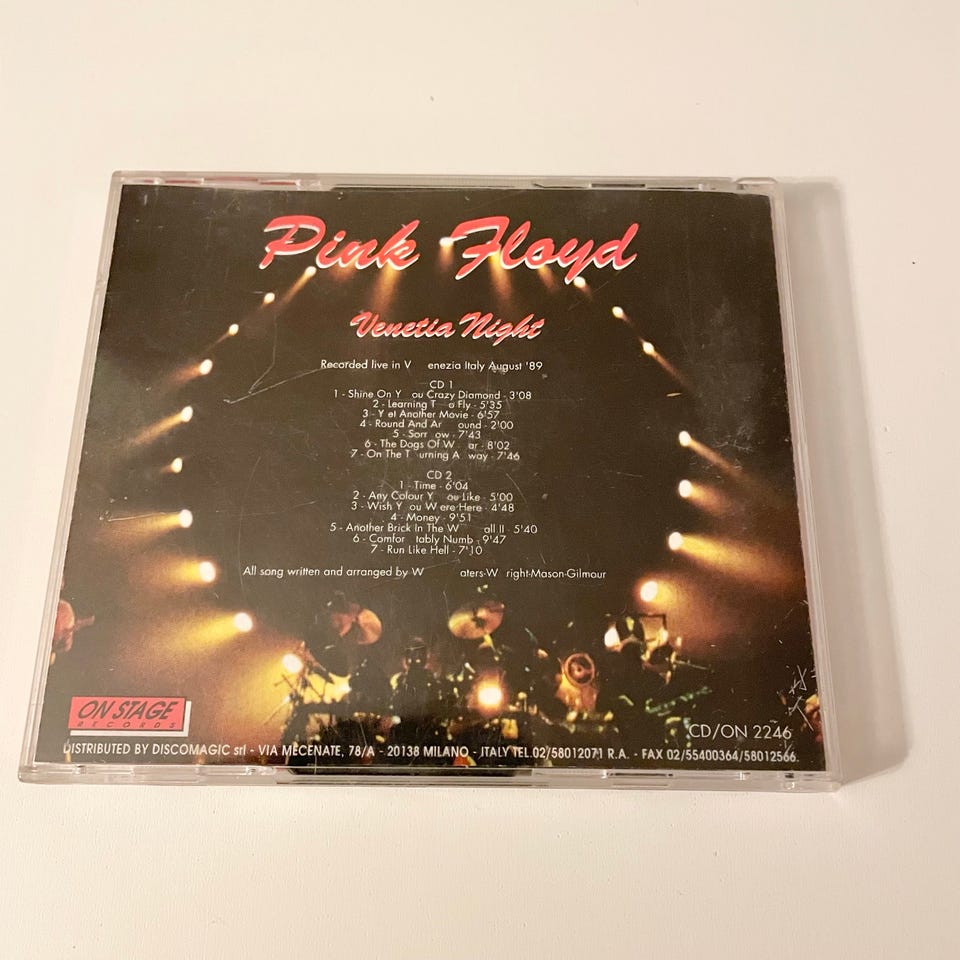 Pink Floyd
Venetia Night
Recorded live in V enezia Italy August '89
CD 1
1 - Shine On Y ou Crazy Diamond - 3'08
2 - Learning T o Fly - 5'35
3 - Y et Another Movie - 6'57
4 - Round And Ar ound - 2'00
5 - Sorr ow - 7'43
6 - The Dogs Of W ar - 8'02
7 - On The T urning A way - 7'46
CD 2
1 - Time - 6'04
2 - Any Colour Y ou Like - 5'00
3 - Wish Y ou W ere Here - 4'48
4 - Money - 9'51
5 - Another Brick In The W all II - 5'40
6 - Comfor tably Numb - 9'47
7 - Run Like Hell - 7'10
All song written and arranged by W aters-W right-Mason-Gilmour
ON STAGE
RECORDS
CD/ON 2246
DISTRIBUTED BY DISCOMAGIC srl - VIA MECENATE, 78/A - 20138 MILANO - ITALY TEL.02/58012071 R.A. - FAX 02/55400364/58012566.